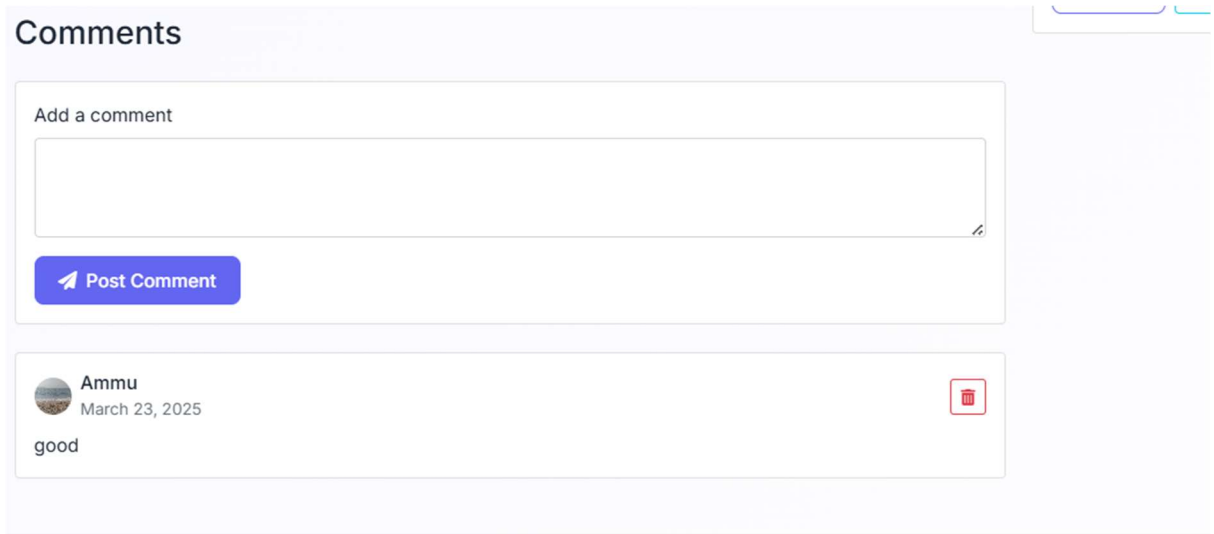 Comments
Add a comment
Post Comment
Ammu
March 23, 2025
good